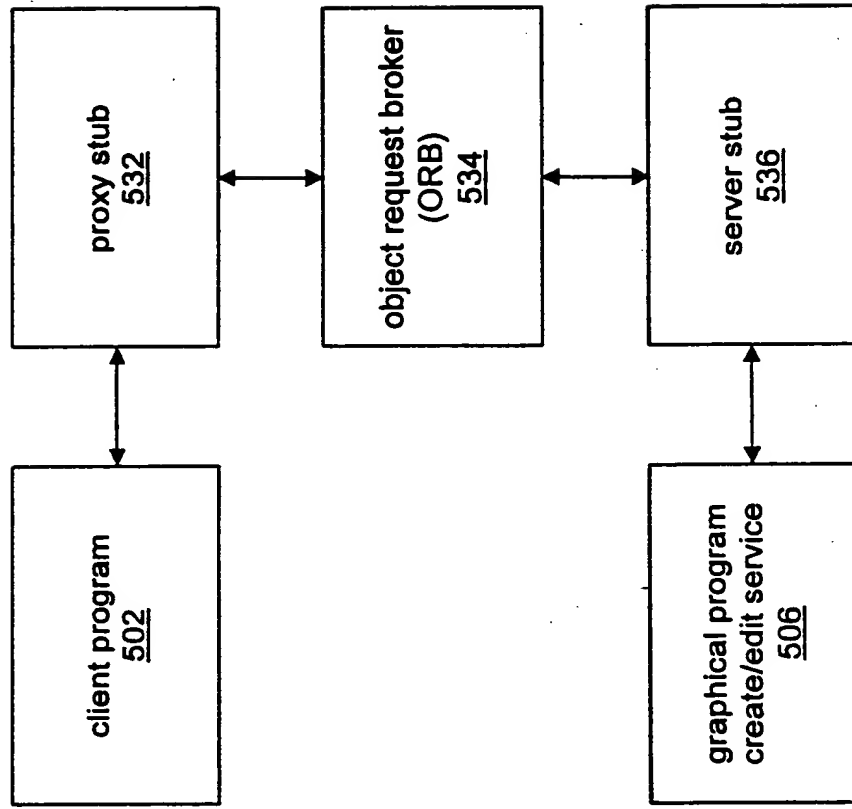 client program
502
proxy stub
532
object request broker
(ORB)
534
graphical program
create/edit service
506
server stub
536